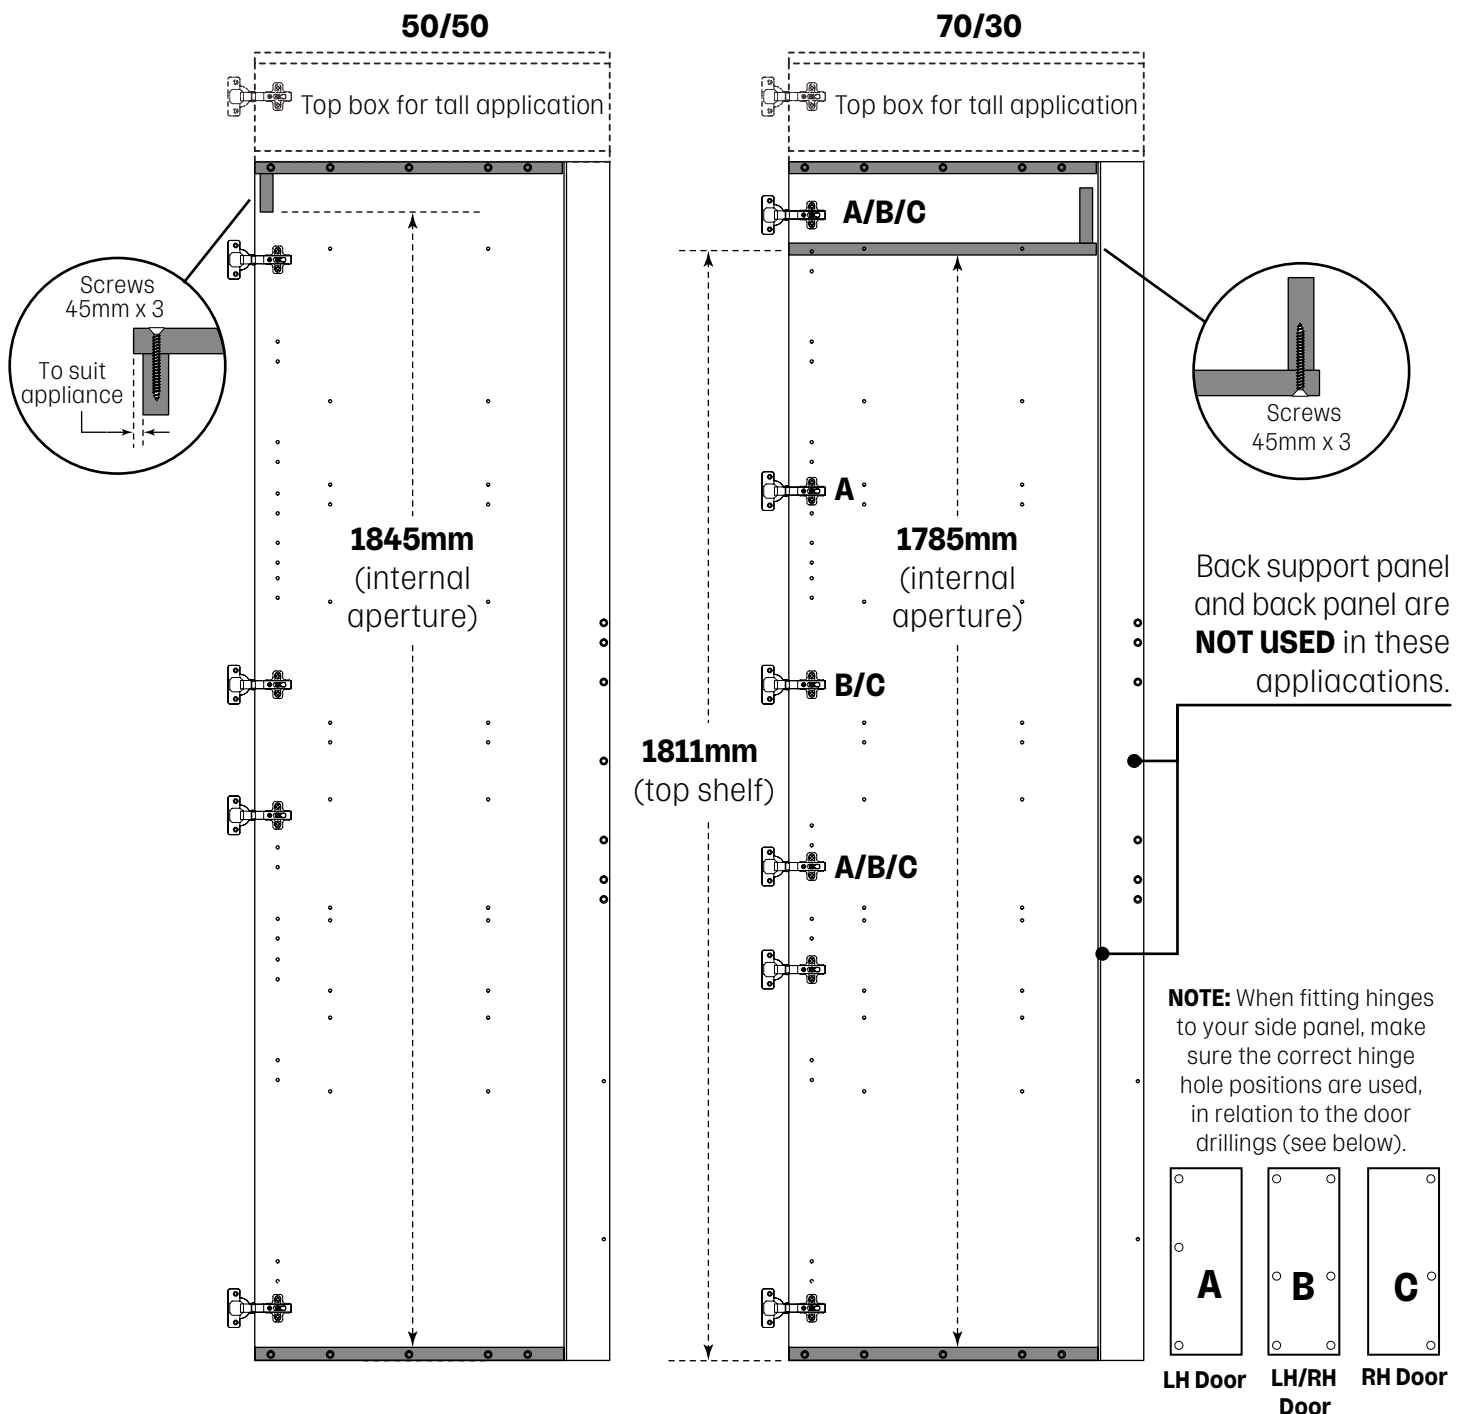 50/50
70/30
Top box for tall application
Top box for tall application
Screws
45mm x 3
To suit
appliance
1845mm
(internal
aperture)
A/B/C
A
B/C
A/B/C
1785mm
(internal
aperture)
1811mm
(top shelf)
Screws
45mm x 3
Back support panel
and back panel are
NOT USED in these
appliacations.
NOTE: When fitting hinges
to your side panel, make
sure the correct hinge
hole positions are used,
in relation to the door
drillings (see below).
A
B
C
LH Door
LH/RH
Door
RH Door